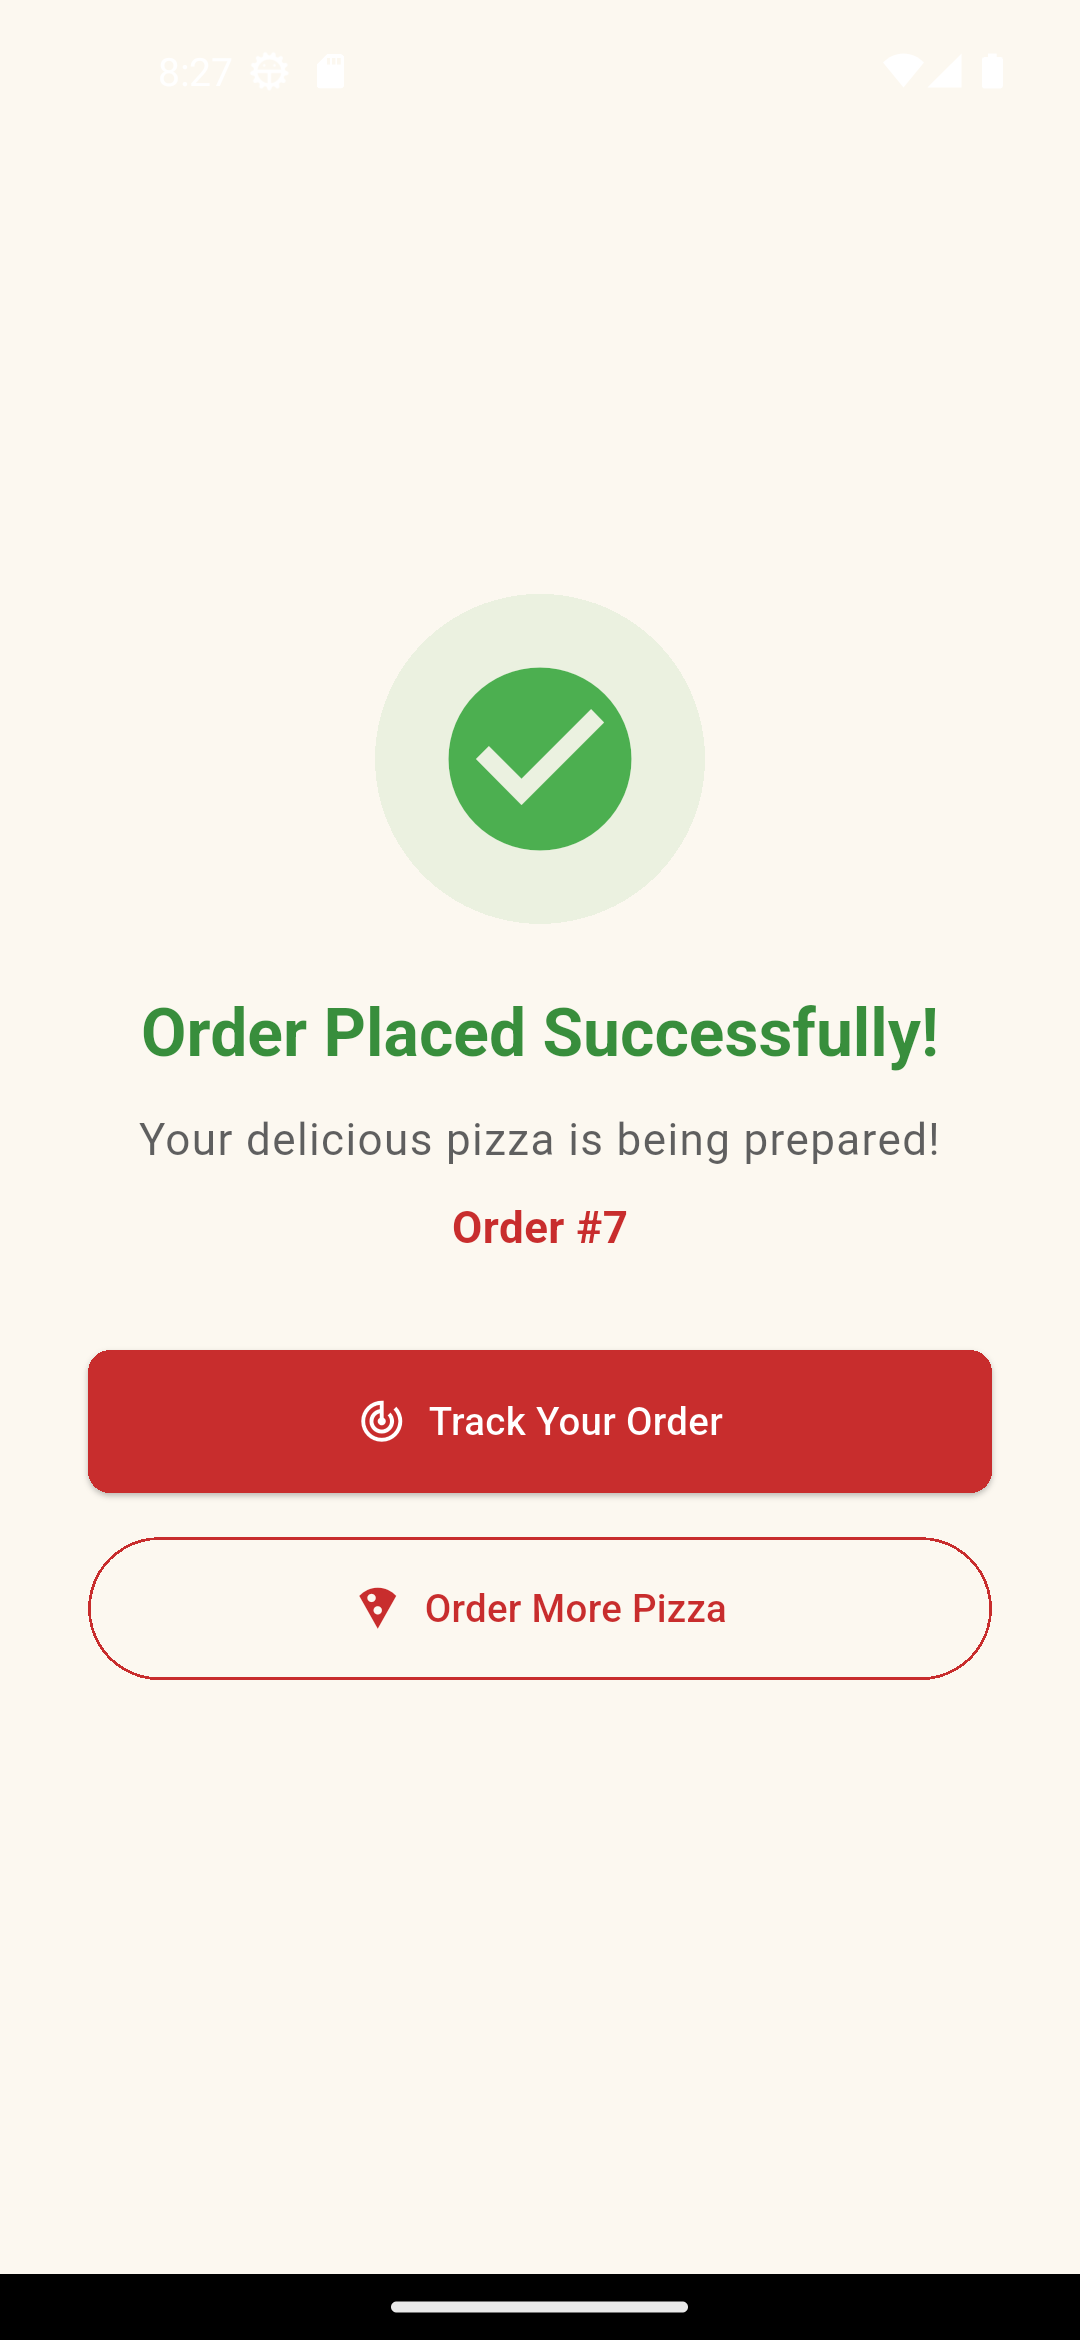 8:27
Order Placed Successfully!
Your delicious pizza is being prepared!
Order #7
Track Your Order
Order More Pizza